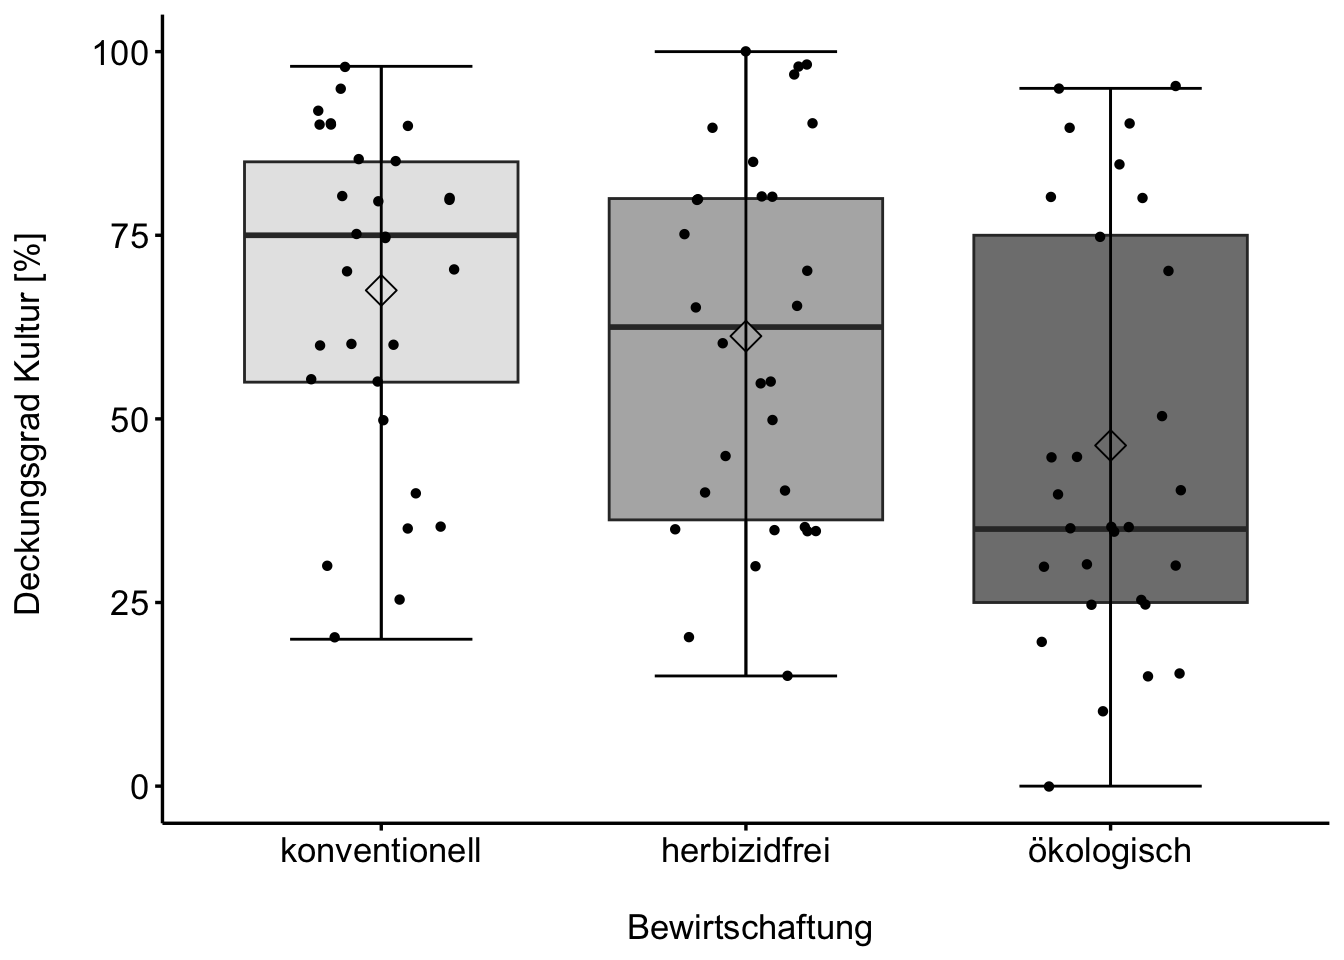 Deckungsgrad Kultur [%]
100
75
50
25
0
konventionell
herbizidfrei
ökologisch
Bewirtschaftung